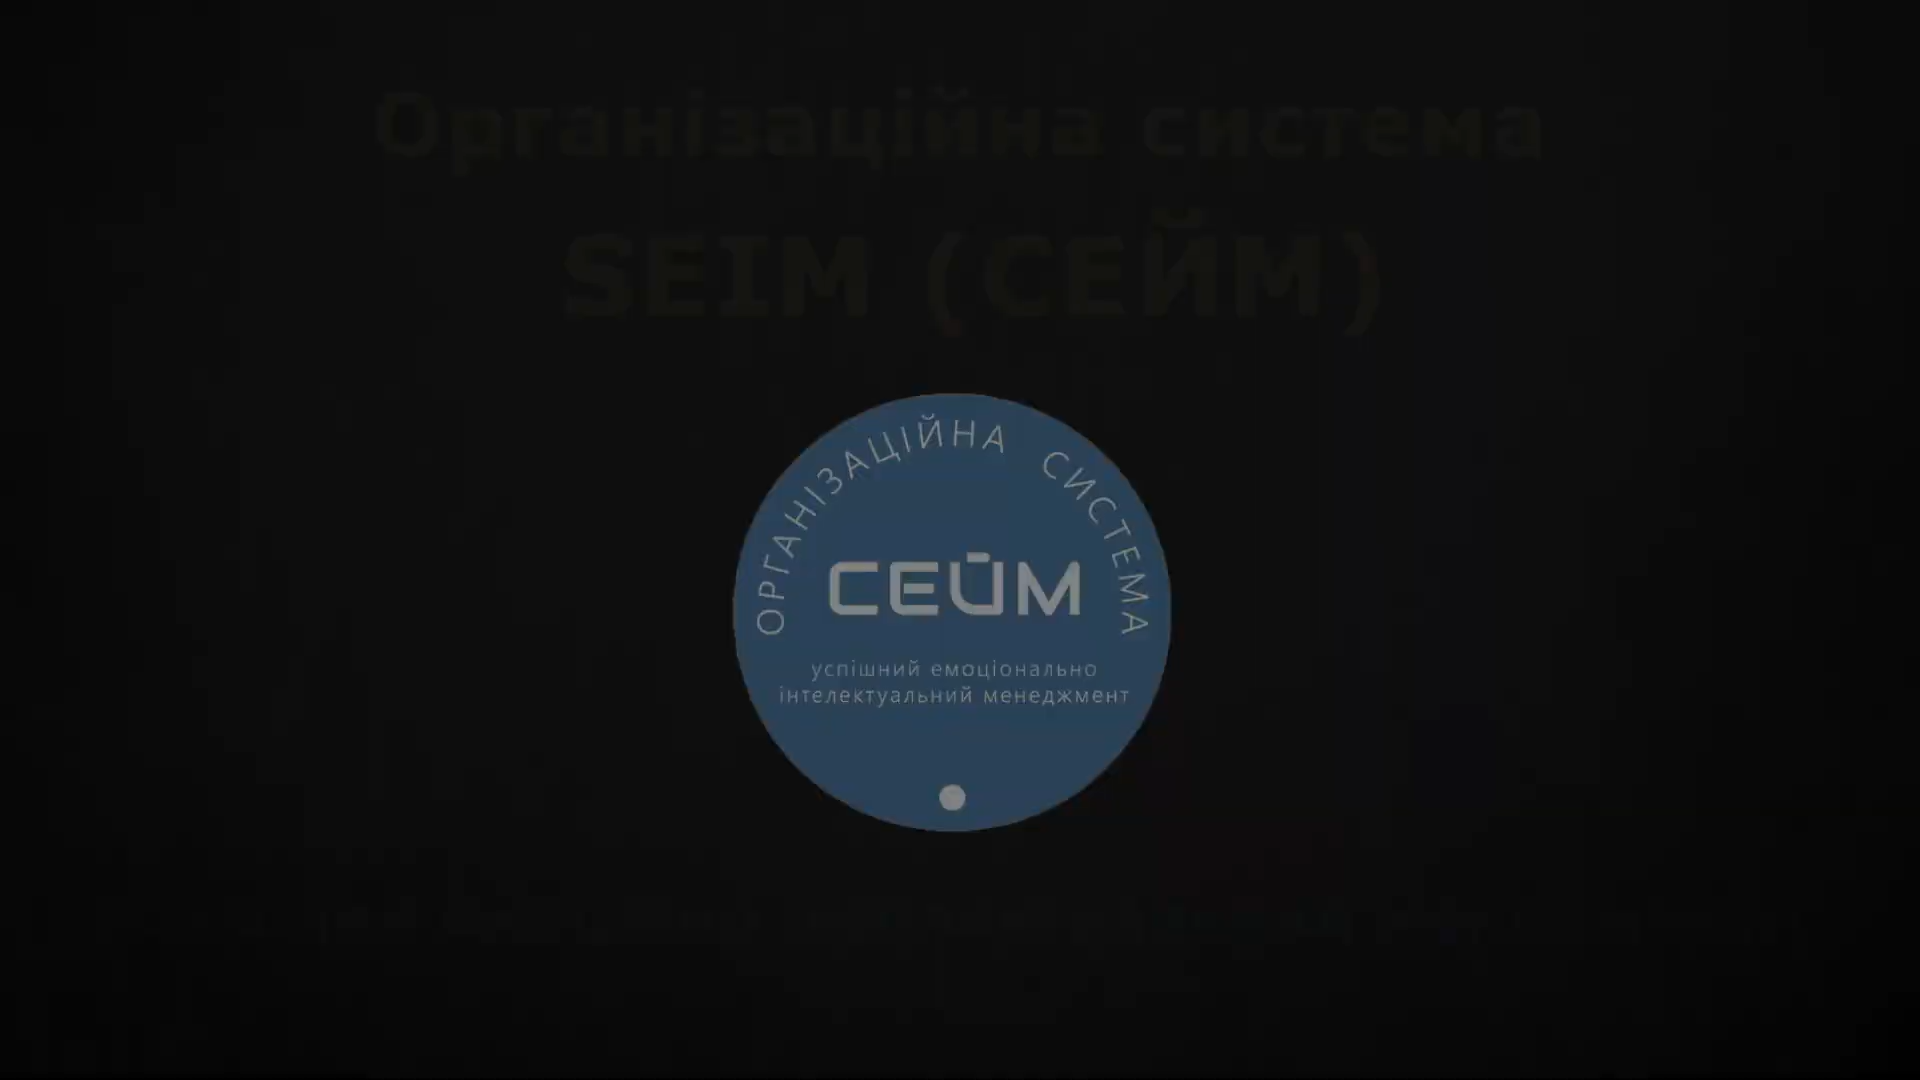 Організаційна система
SEIM (СЕЙМ)
ОРГАНІЗАЦІЙНА СИСТЕМА
СЕЙМ
успішний емоціонально
інтелектуальний менеджмент